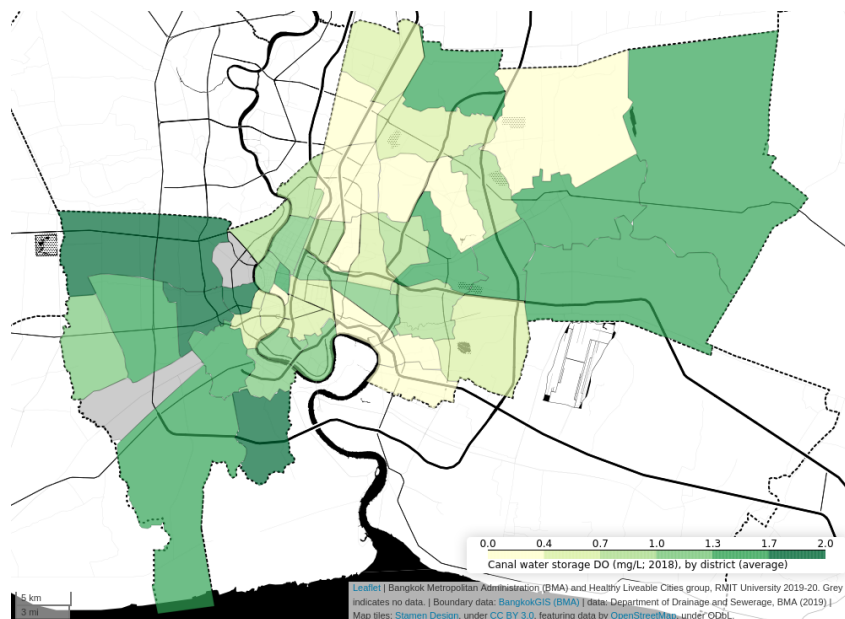 0.0 0.4 0.7 1.0 1.3 1.7 2.0
Canal water storage DO (mg/L; 2018), by district (average)
5 km
3 mi
Leaflet | Bangkok Metropolitan Administration (BMA) and Healthy Liveable Cities group, RMIT University 2019-20. Grey
indicates no data. | Boundary data: BangkokGIS (BMA) | data: Department of Drainage and Sewerage, BMA (2019) |
Map tiles: Stamen Design, under CC BY 3.0, featuring data by OpenStreetMap, under ODbL.